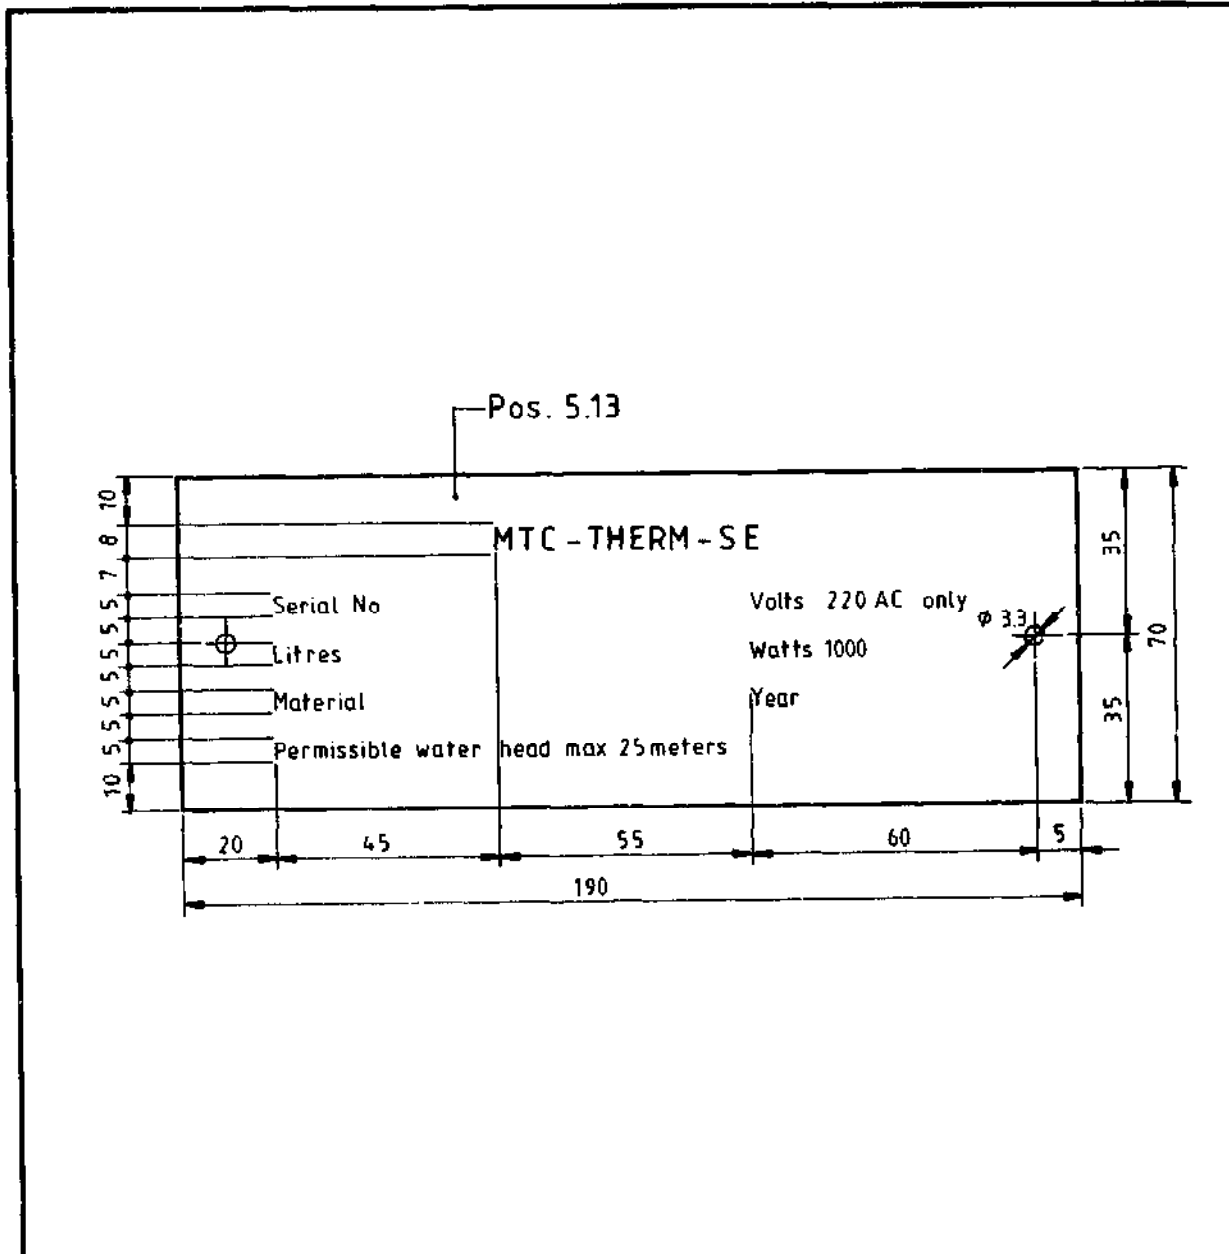 Pos. 5.13
MTC-THERM-SE
Serial No
Volts 220 AC only
φ 3.3
Litres
Watts 1000
Material
Year
Permissible water head max 25 meters
10
8
7
5
5
5
5
5
5
5
10
35
35
70
20 45 55 60 5
190